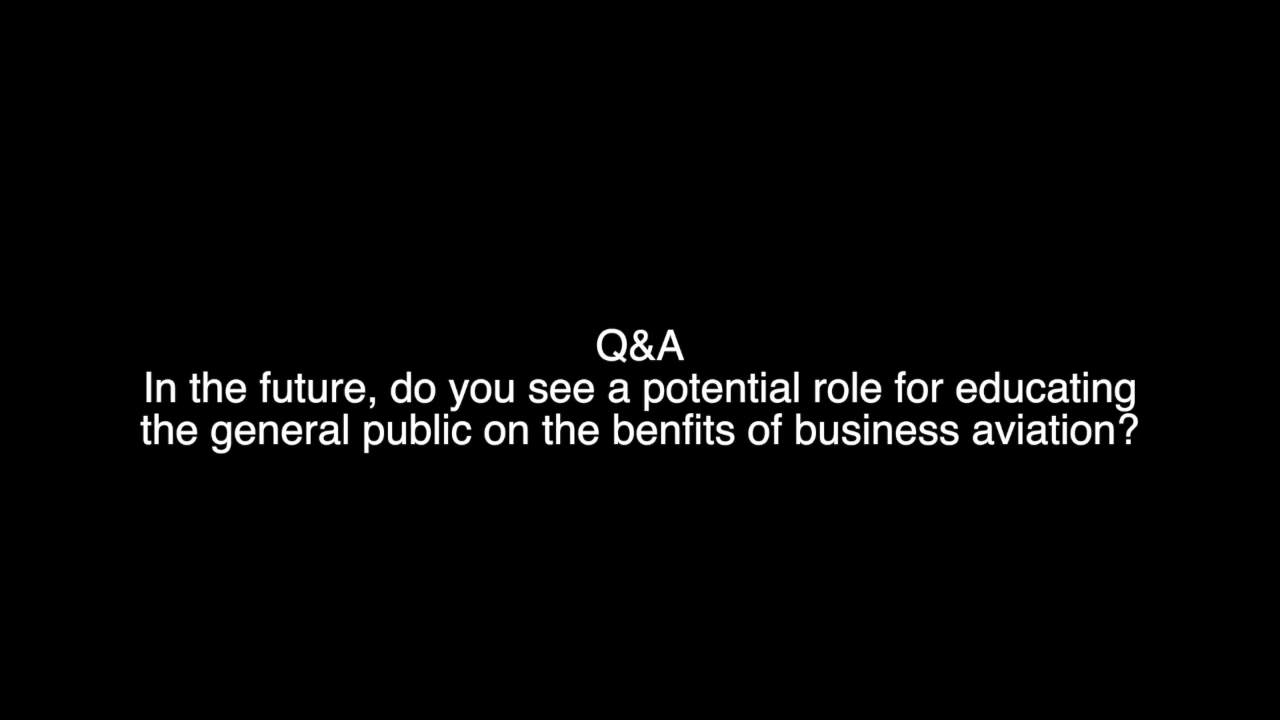 Q&A
In the future, do you see a potential role for educating
the general public on the benfits of business aviation?